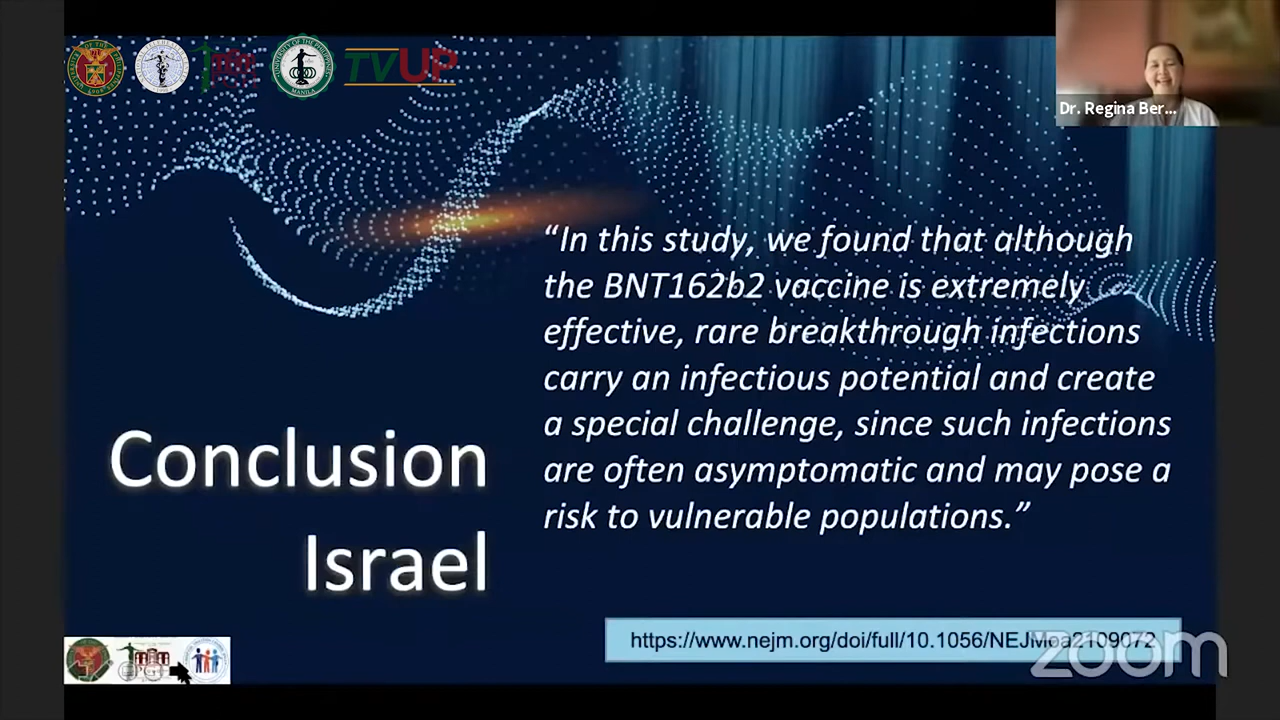 TVUP
Dr. Regina Ber...
“In this study, we found that although
the BNT162b2 vaccine is extremely
effective, rare breakthrough infections
carry an infectious potential and create
a special challenge, since such infections
are often asymptomatic and may pose a
risk to vulnerable populations.”
Conclusion
Israel
https://www.nejm.org/doi/full/10.1056/NEJMoa2109072
zoom